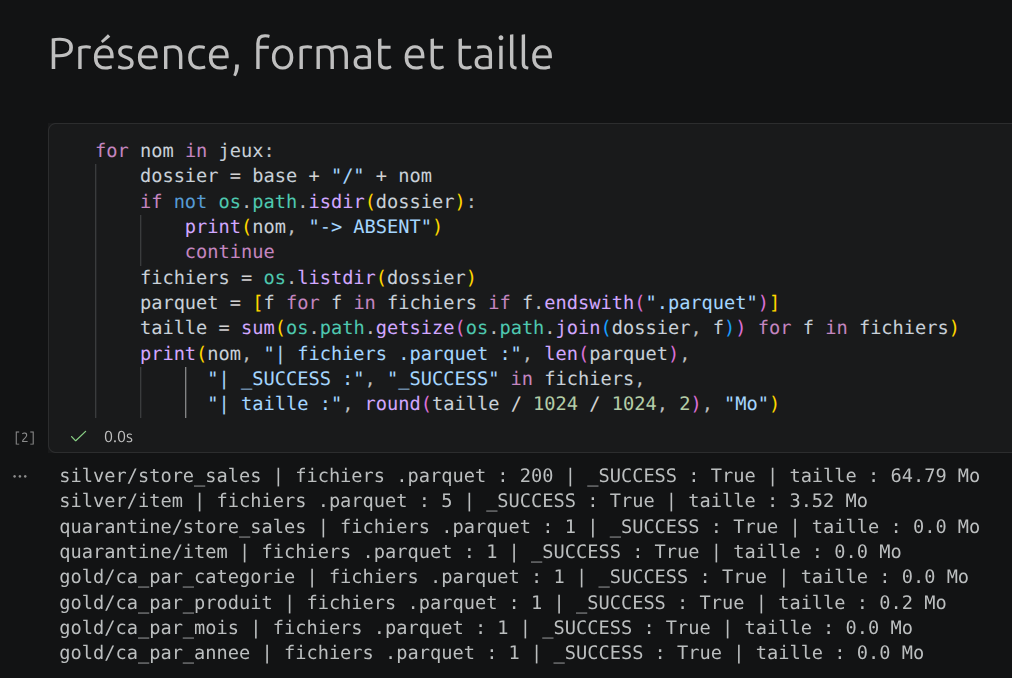 Présence, format et taille
for nom in jeux:
    dossier = base + "/" + nom
    if not os.path.isdir(dossier):
        print(nom, "-> ABSENT")
        continue
    fichiers = os.listdir(dossier)
    parquet = [f for f in fichiers if f.endswith(".parquet")]
    taille = sum(os.path.getsize(os.path.join(dossier, f)) for f in fichiers)
    print(nom, "| fichiers .parquet :", len(parquet),
          "| _SUCCESS :", "_SUCCESS" in fichiers,
          "| taille :", round(taille / 1024 / 1024, 2), "Mo")
[2] ✓ 0.0s
... silver/store_sales | fichiers .parquet : 200 | _SUCCESS : True | taille : 64.79 Mo
silver/item | fichiers .parquet : 5 | _SUCCESS : True | taille : 3.52 Mo
quarantine/store_sales | fichiers .parquet : 1 | _SUCCESS : True | taille : 0.0 Mo
quarantine/item | fichiers .parquet : 1 | _SUCCESS : True | taille : 0.0 Mo
gold/ca_par_categorie | fichiers .parquet : 1 | _SUCCESS : True | taille : 0.0 Mo
gold/ca_par_produit | fichiers .parquet : 1 | _SUCCESS : True | taille : 0.2 Mo
gold/ca_par_mois | fichiers .parquet : 1 | _SUCCESS : True | taille : 0.0 Mo
gold/ca_par_annee | fichiers .parquet : 1 | _SUCCESS : True | taille : 0.0 Mo